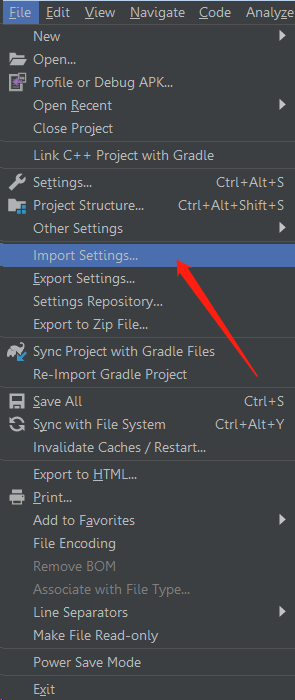 File Edit View Navigate Code Analyze
New
Open...
Profile or Debug APK...
Open Recent
Close Project
Link C++ Project with Gradle
Settings... Ctrl+Alt+S
Project Structure... Ctrl+Alt+Shift+S
Other Settings
Import Settings...
Export Settings...
Settings Repository...
Export to Zip File...
Sync Project with Gradle Files
Re-Import Gradle Project
Save All Ctrl+S
Sync with File System Ctrl+Alt+Y
Invalidate Caches / Restart...
Export to HTML...
Print...
Add to Favorites
File Encoding
Remove BOM
Associate with File Type...
Line Separators
Make File Read-only
Power Save Mode
Exit